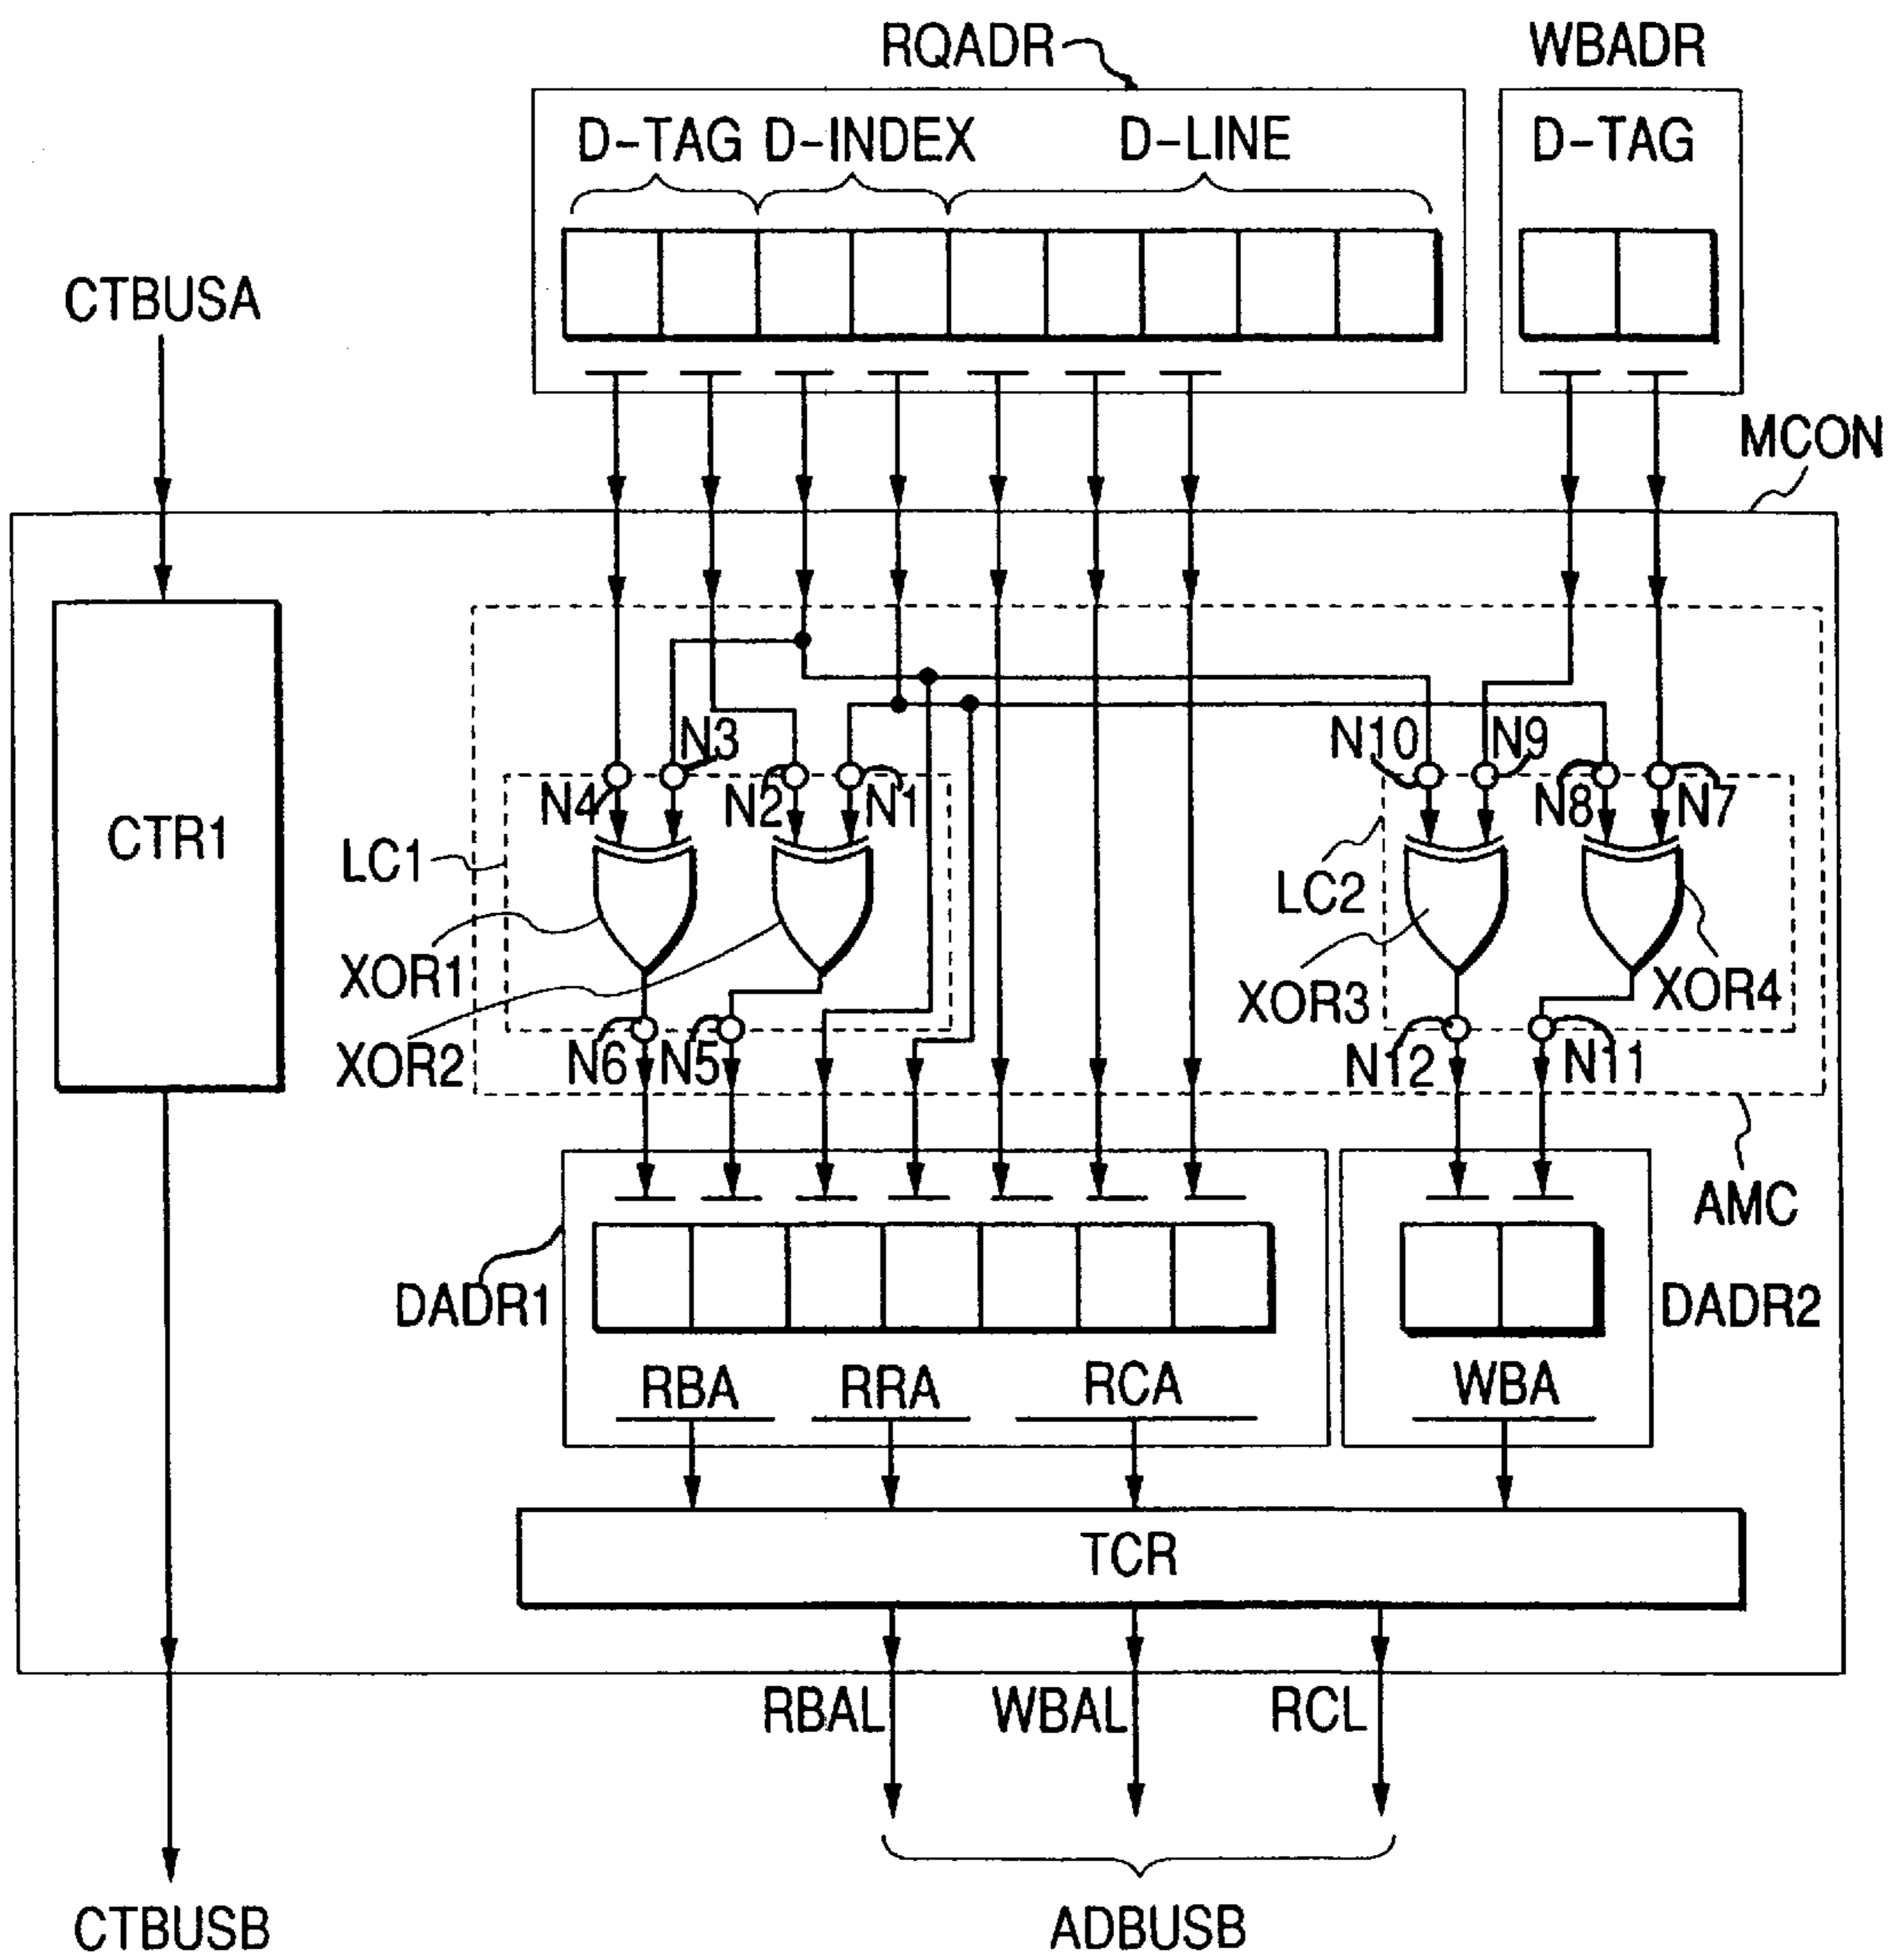 RQADR WBADR
D-TAG D-INDEX D-LINE D-TAG
CTBUSA
MCON
N3 N10 N9
N4 N2 N1 N8 N7
CTR1
LC1
LC2
XOR1 XOR3 XOR4
XOR2 N6 N5 N12 N11
AMC
DADR1 DADR2
RBA RRA RCA WBA
TCR
RBAL WBAL RCL
CTBUSB ADBUSB